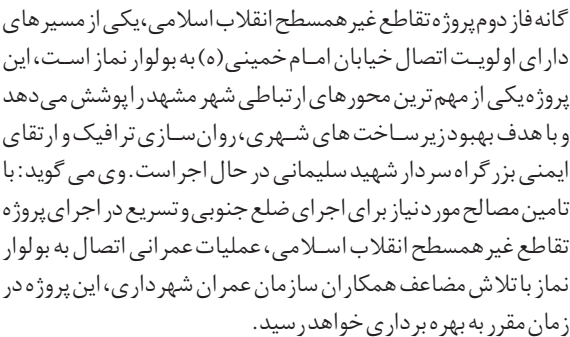 گانه فاز دوم پروژه تقاطع غیرهمسطح انقلاب اسلامی، یکی از مسیرهای
دارای اولویت اتصال خیابان امام خمینی(ه) به بولوار نماز است، این
پروژه یکی از مهم‌ترین محورهای ارتباطی شهر مشهد را پوشش می‌دهد
و با هدف بهبود زیرساخت های شهری، روان‌سازی ترافیک و ارتقای
ایمنی بزرگراه سردار شهید سلیمانی در حال اجراست. وی می گوید: با
تامین مصالح مورد نیاز برای اجرای ضلع جنوبی و تسریع در اجرای پروژه
تقاطع غیرهمسطح انقلاب اسلامی، عملیات عمرانی اتصال به بولوار
نماز با تلاش مضاعف همکاران سازمان عمران شهرداری، این پروژه در
زمان مقرر به بهره برداری خواهد رسید.